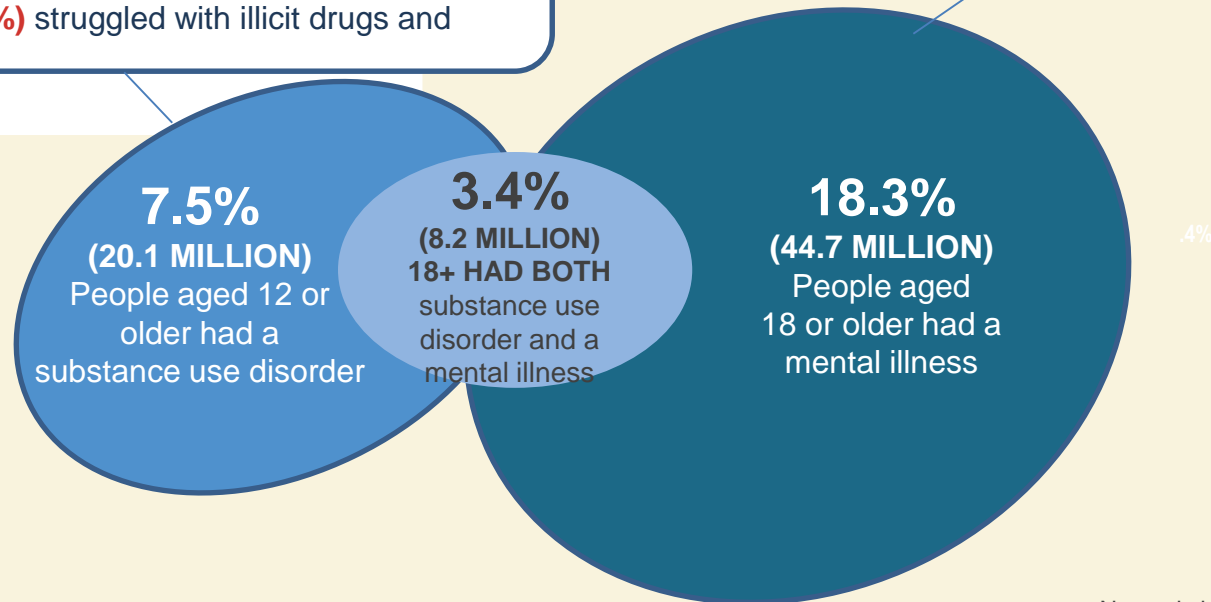 %) struggled with illicit drugs and
7.5%
(20.1 MILLION)
People aged 12 or
older had a
substance use disorder
3.4%
(8.2 MILLION)
18+ HAD BOTH
substance use
disorder and a
mental illness
18.3%
(44.7 MILLION)
People aged
18 or older had a
mental illness
.4%